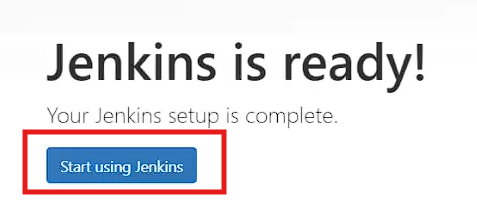 Jenkins is ready!
Your Jenkins setup is complete.
Start using Jenkins